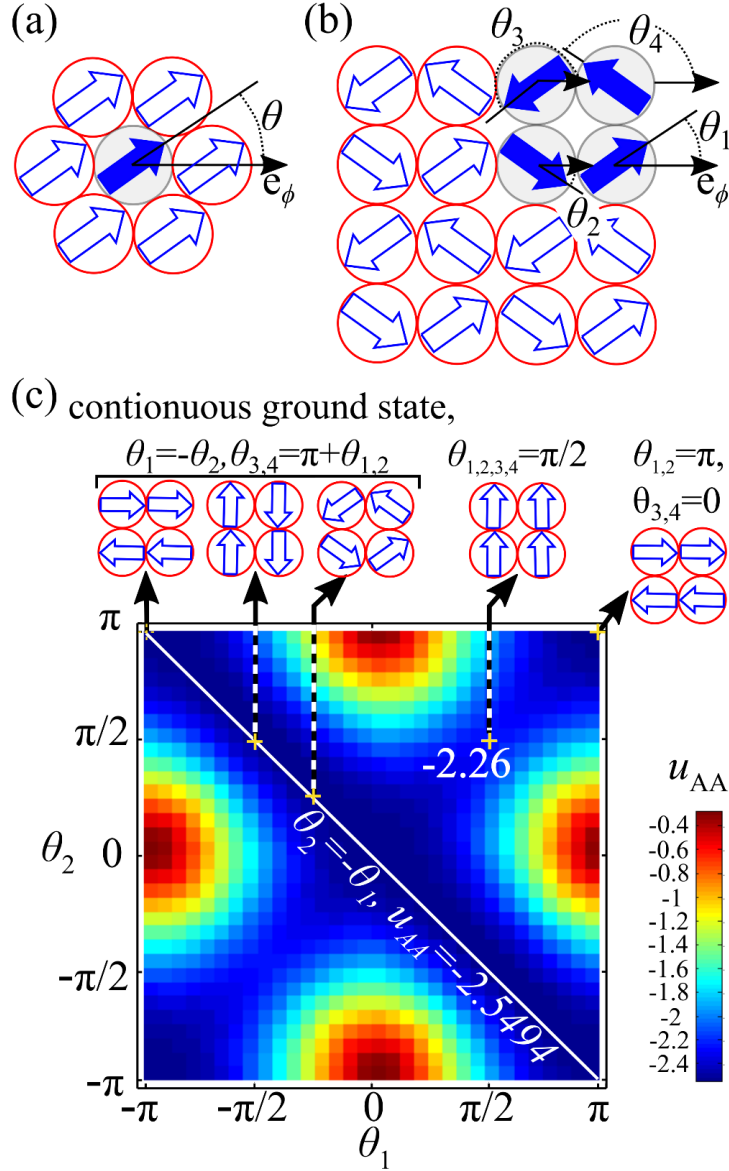 (a)
θ
e_ϕ
(b)
θ_3
θ_4
θ_1
e_ϕ
θ_2
(c)
contionuous ground state,
θ_1=-θ_2,θ_{3,4}=π+θ_{1,2}
θ_{1,2,3,4}=π/2
θ_{1,2}=π,
θ_{3,4}=0
π
π/2
θ_2 0
-π/2
-π
-2.26
θ_2 = -θ_1, u_AA = -2.5494
-π -π/2 0 π/2 π
θ_1
u_AA
-0.4
-0.6
-0.8
-1
-1.2
-1.4
-1.6
-1.8
-2
-2.2
-2.4